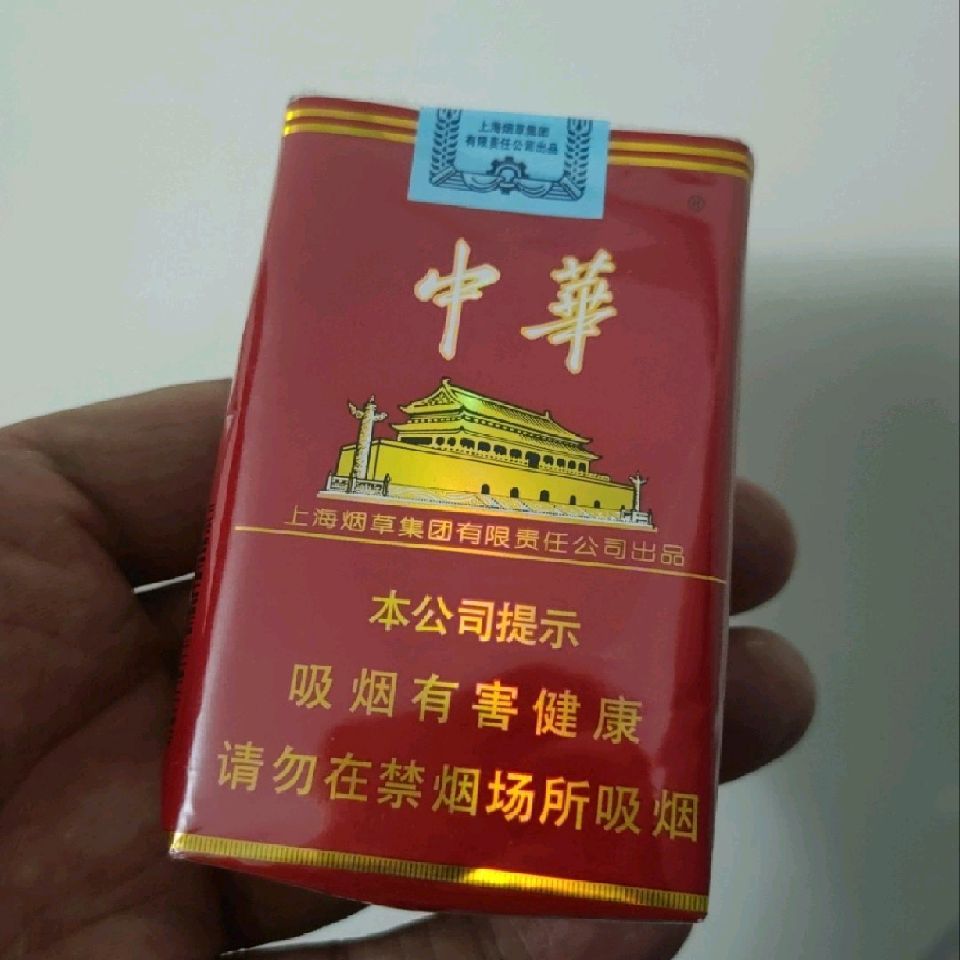 上海烟草集团
有限责任公司出品
®
中華
上海烟草集团有限责任公司出品
本公司提示
吸烟有害健康
请勿在禁烟场所吸烟